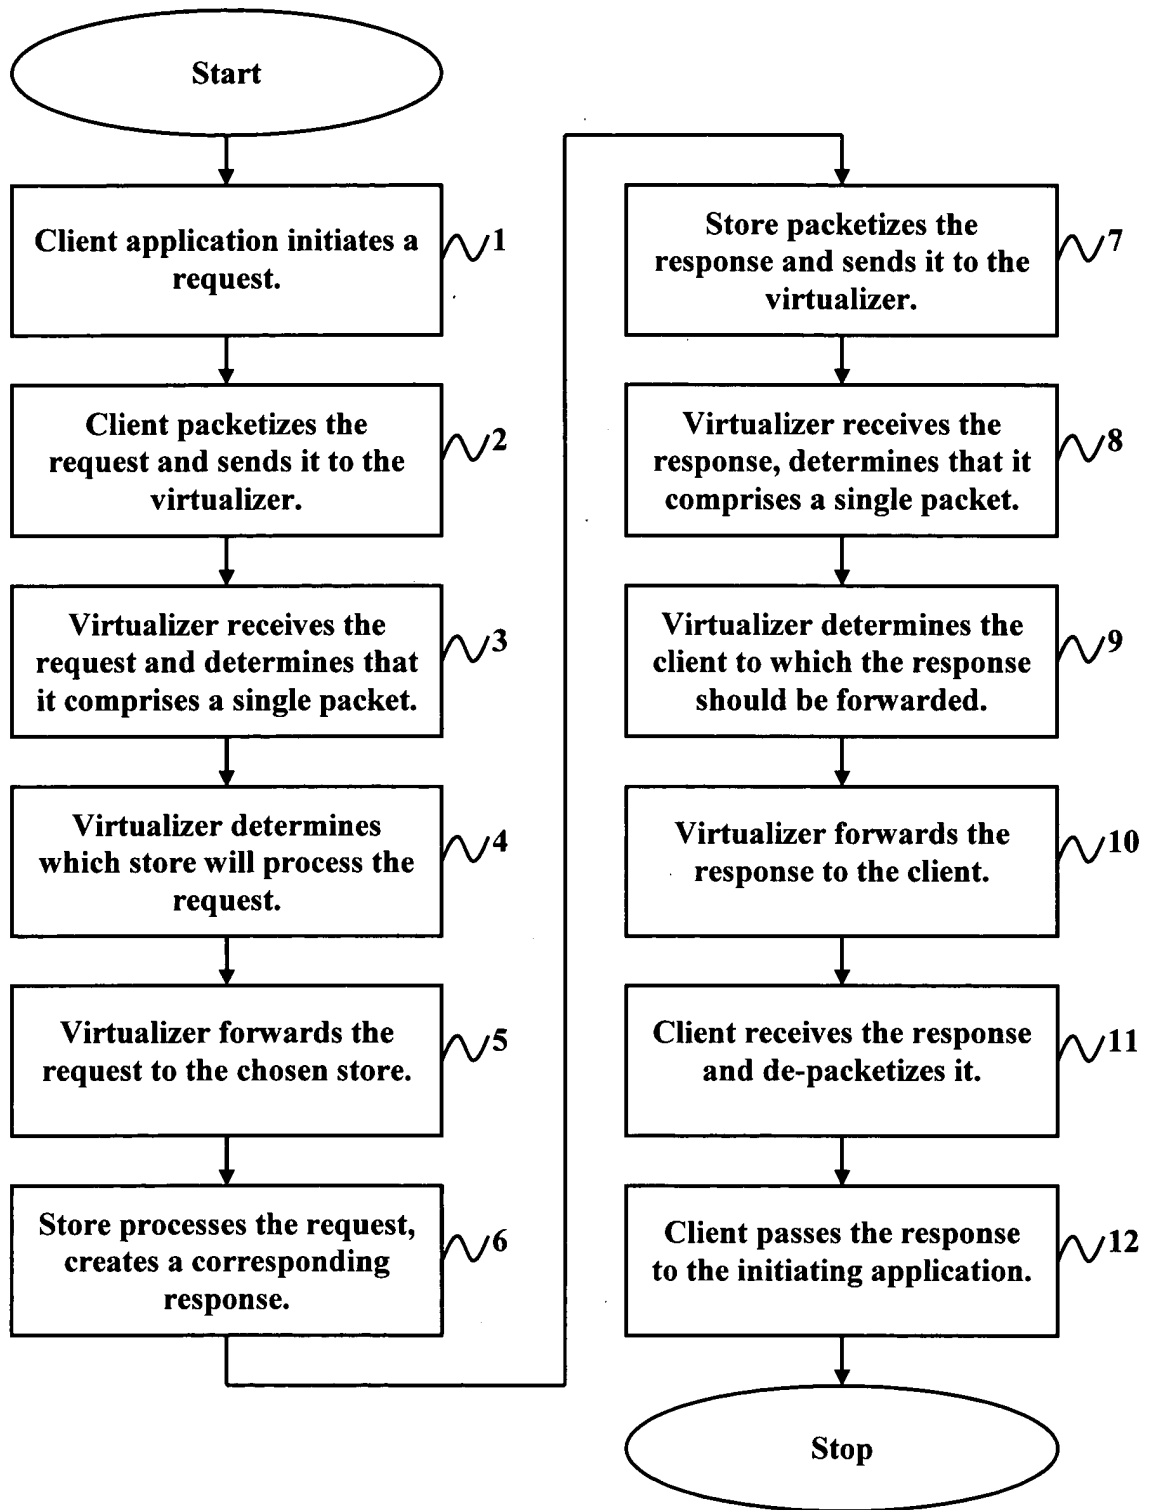 Start
Client application initiates a
request.
1
Client packetizes the
request and sends it to the
virtualizer.
2
Virtualizer receives the
request and determines that
it comprises a single packet.
3
Virtualizer determines
which store will process the
request.
4
Virtualizer forwards the
request to the chosen store.
5
Store processes the request,
creates a corresponding
response.
6
Store packetizes the
response and sends it to the
virtualizer.
7
Virtualizer receives the
response, determines that it
comprises a single packet.
8
Virtualizer determines the
client to which the response
should be forwarded.
9
Virtualizer forwards the
response to the client.
10
Client receives the response
and de-packetizes it.
11
Client passes the response
to the initiating application.
12
Stop